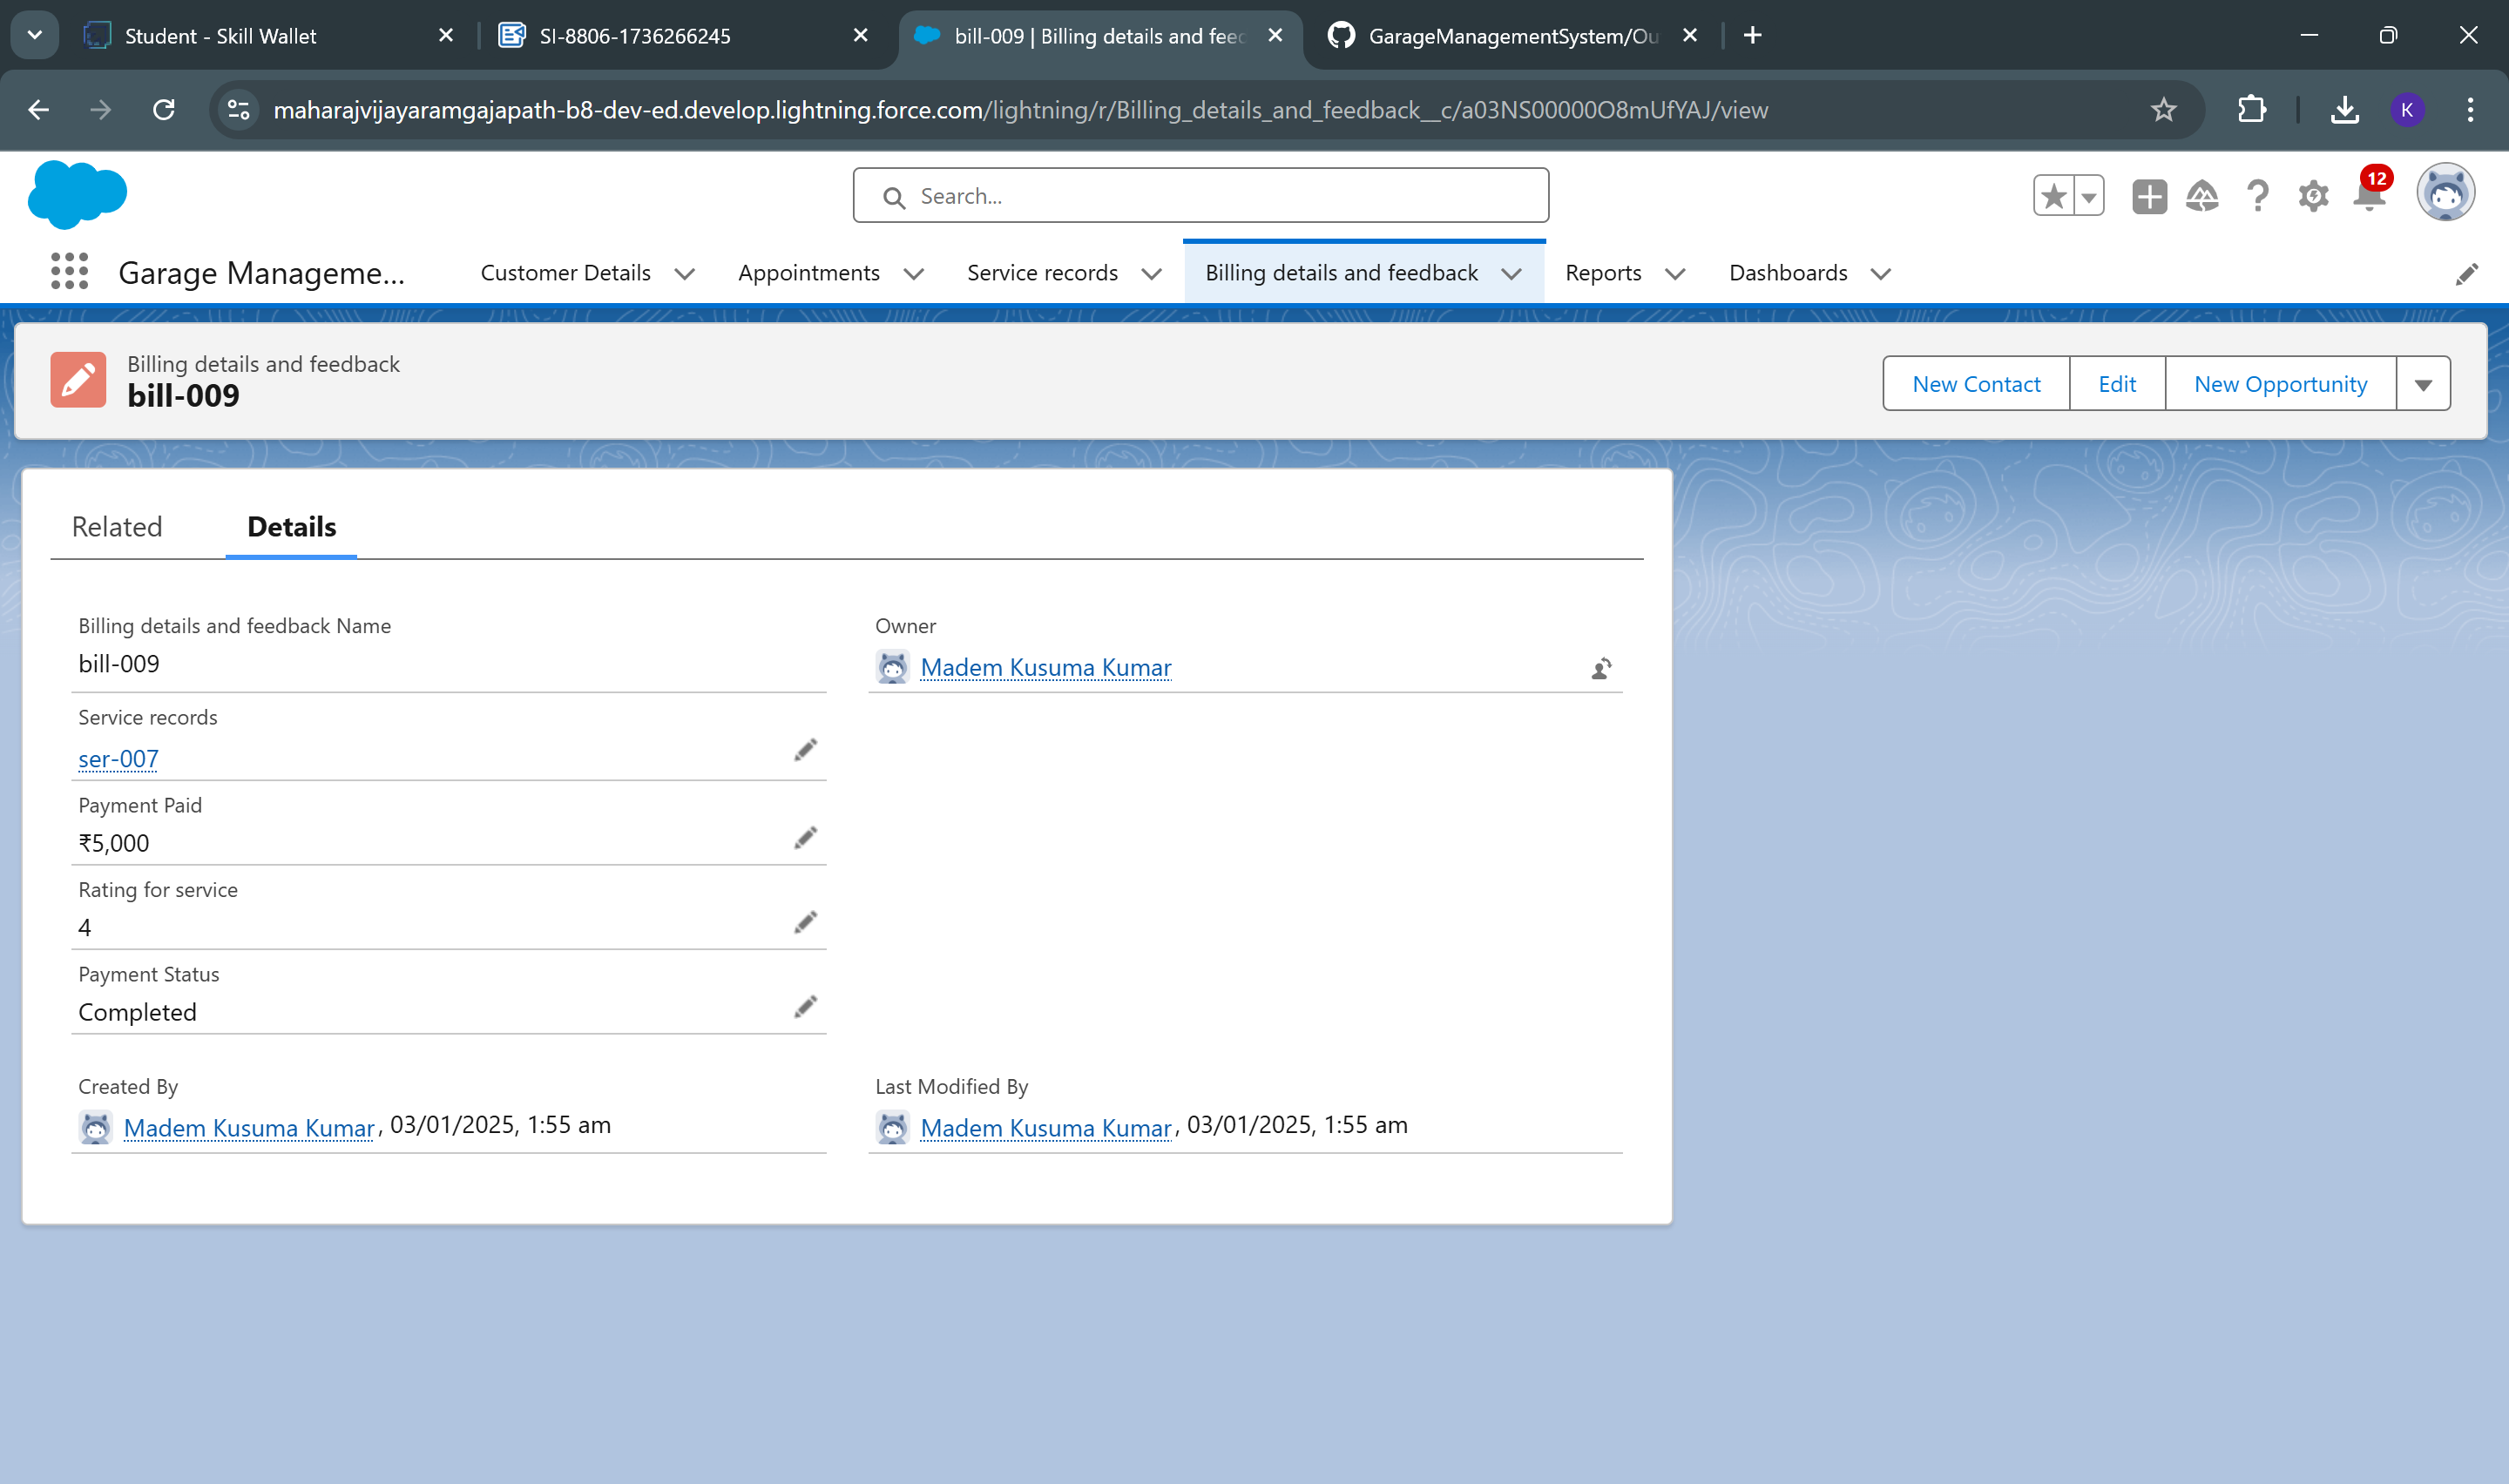 Student - Skill Wallet
SI-8806-1736266245
bill-009 | Billing details and feec
GarageManagementSystem/Ou
maharajvijayaramgajapath-b8-dev-ed.develop.lightning.force.com/lightning/r/Billing_details_and_feedback__c/a03NS00000O8mUfYAJ/view
K
Search...
12
Garage Manageme...
Customer Details
Appointments
Service records
Billing details and feedback
Reports
Dashboards
Billing details and feedback
bill-009
New Contact
Edit
New Opportunity
Related
Details
Billing details and feedback Name
bill-009
Owner
Madem Kusuma Kumar
Service records
ser-007
Payment Paid
₹5,000
Rating for service
4
Payment Status
Completed
Created By
Madem Kusuma Kumar, 03/01/2025, 1:55 am
Last Modified By
Madem Kusuma Kumar, 03/01/2025, 1:55 am